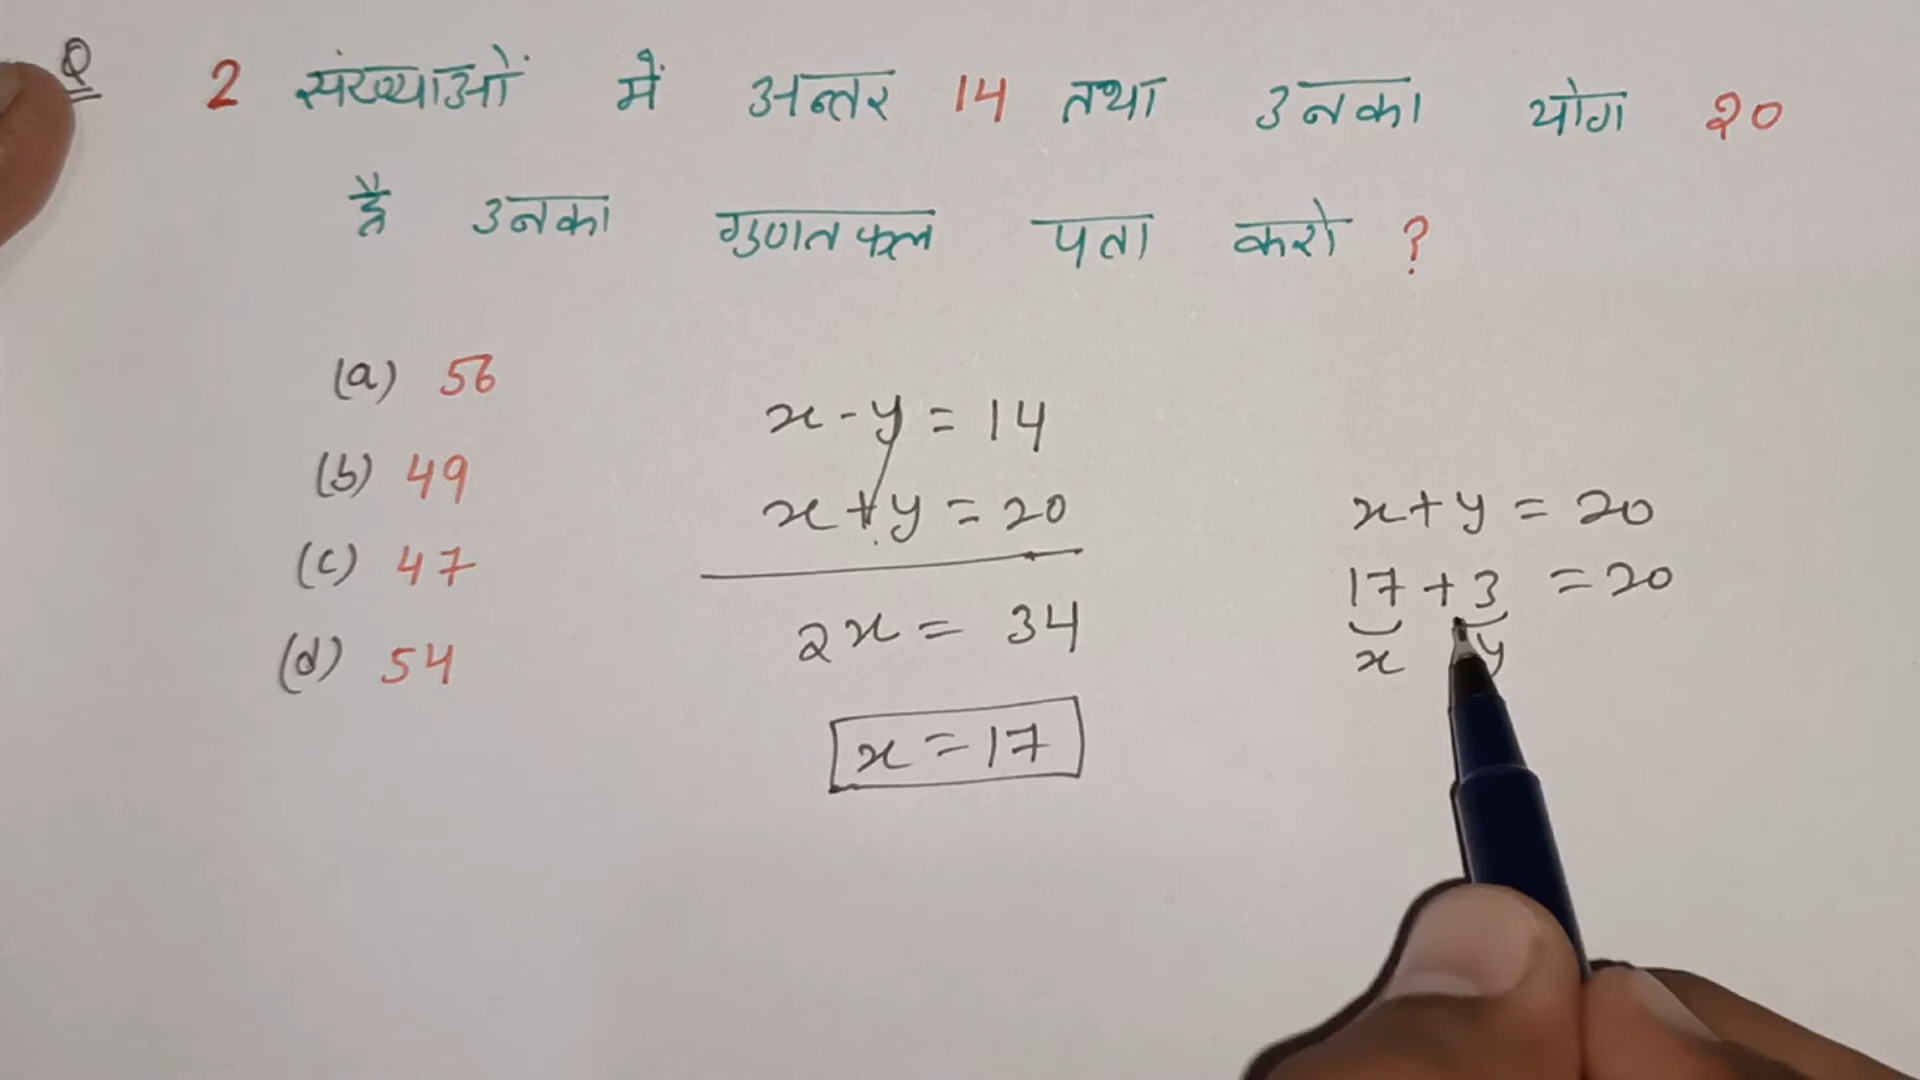 Q 2 संख्याओं में अन्तर 14 तथा उनका योग 20
है उनका गुणतफल पता करो ?
(a) 56
(b) 49
(c) 47
(d) 54
x - y = 14
x + y = 20
2x = 34
x = 17
x + y = 20
17 + 3 = 20
x y